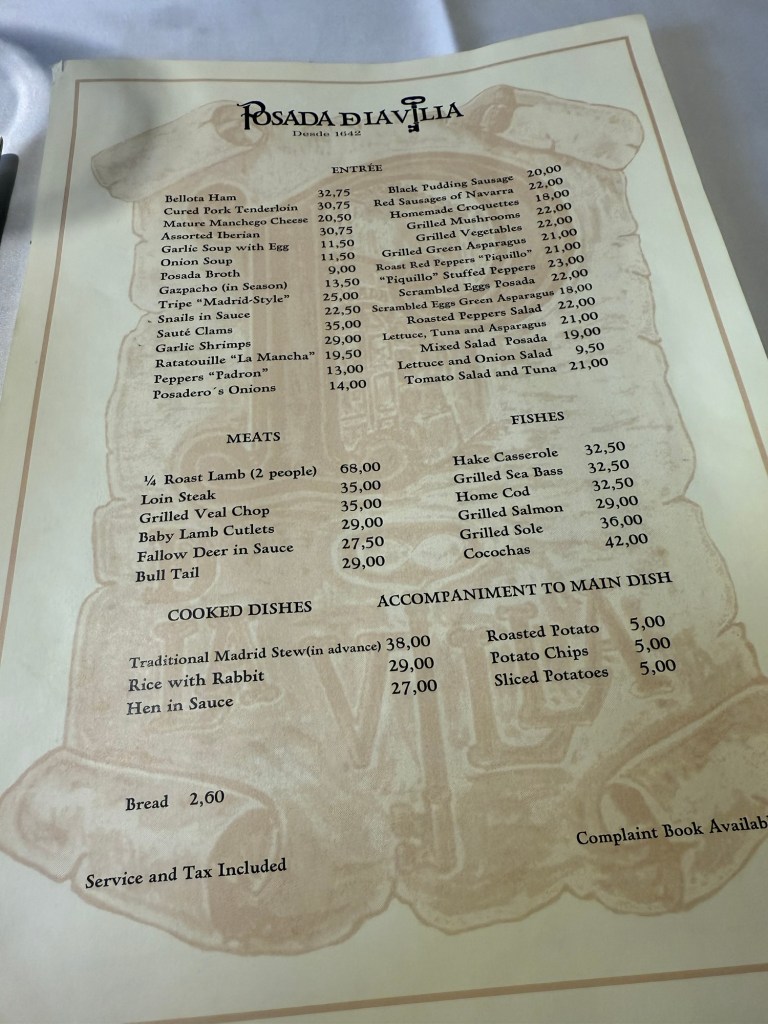 POSADA DE LA VILLA
Desde 1642
ENTRÉE
Bellota Ham 32,75
Cured Pork Tenderloin 30,75
Mature Manchego Cheese 20,50
Assorted Iberian 30,75
Garlic Soup with Egg 11,50
Onion Soup 11,50
Posada Broth 9,00
Gazpacho (in Season) 13,50
Tripe “Madrid-Style” 25,00
Snails in Sauce 22,50
Sauté Clams 35,00
Garlic Shrimps 29,00
Ratatouille “La Mancha” 19,50
Peppers “Padron” 13,00
Posadero´s Onions 14,00
Black Pudding Sausage 20,00
Red Sausages of Navarra 22,00
Homemade Croquettes 18,00
Grilled Mushrooms 22,00
Grilled Vegetables 22,00
Grilled Green Asparagus 21,00
Roast Red Peppers “Piquillo” 21,00
“Piquillo” Stuffed Peppers 23,00
Scrambled Eggs Posada 22,00
Scrambled Eggs Green Asparagus 18,00
Roasted Peppers Salad 22,00
Lettuce, Tuna and Asparagus 21,00
Mixed Salad Posada 19,00
Lettuce and Onion Salad 9,50
Tomato Salad and Tuna 21,00
MEATS
¼ Roast Lamb (2 people) 68,00
Loin Steak 35,00
Grilled Veal Chop 35,00
Baby Lamb Cutlets 29,00
Fallow Deer in Sauce 27,50
Bull Tail 29,00
FISHES
Hake Casserole 32,50
Grilled Sea Bass 32,50
Home Cod 32,50
Grilled Salmon 29,00
Grilled Sole 36,00
Cocochas 42,00
COOKED DISHES
Traditional Madrid Stew(in advance) 38,00
Rice with Rabbit 29,00
Hen in Sauce 27,00
ACCOMPANIMENT TO MAIN DISH
Roasted Potato 5,00
Potato Chips 5,00
Sliced Potatoes 5,00
Bread 2,60
Complaint Book Availab
Service and Tax Included